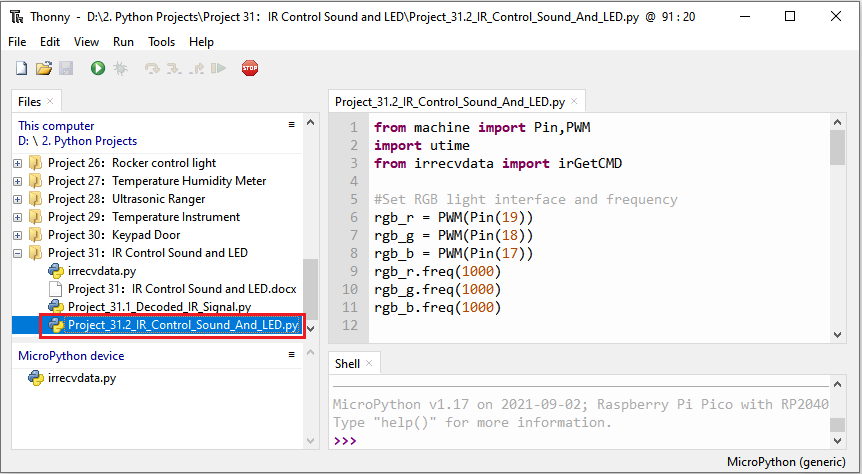 Thonny - D:\2. Python Projects\Project 31：IR Control Sound and LED\Project_31.2_IR_Control_Sound_And_LED.py @ 91 : 20
File Edit View Run Tools Help
STOP
Files
This computer
D: \ 2. Python Projects
Project 26：Rocker control light
Project 27：Temperature Humidity Meter
Project 28：Ultrasonic Ranger
Project 29：Temperature Instrument
Project 30：Keypad Door
Project 31：IR Control Sound and LED
irrecvdata.py
Project 31：IR Control Sound and LED.docx
Project_31.1_Decoded_IR_Signal.py
Project_31.2_IR_Control_Sound_And_LED.py
MicroPython device
irrecvdata.py
Project_31.2_IR_Control_Sound_And_LED.py
1 from machine import Pin,PWM
2 import utime
3 from irrecvdata import irGetCMD
4
5 #Set RGB light interface and frequency
6 rgb_r = PWM(Pin(19))
7 rgb_g = PWM(Pin(18))
8 rgb_b = PWM(Pin(17))
9 rgb_r.freq(1000)
10 rgb_g.freq(1000)
11 rgb_b.freq(1000)
12
Shell
MicroPython v1.17 on 2021-09-02; Raspberry Pi Pico with RP2040
Type "help()" for more information.
>>>
MicroPython (generic)